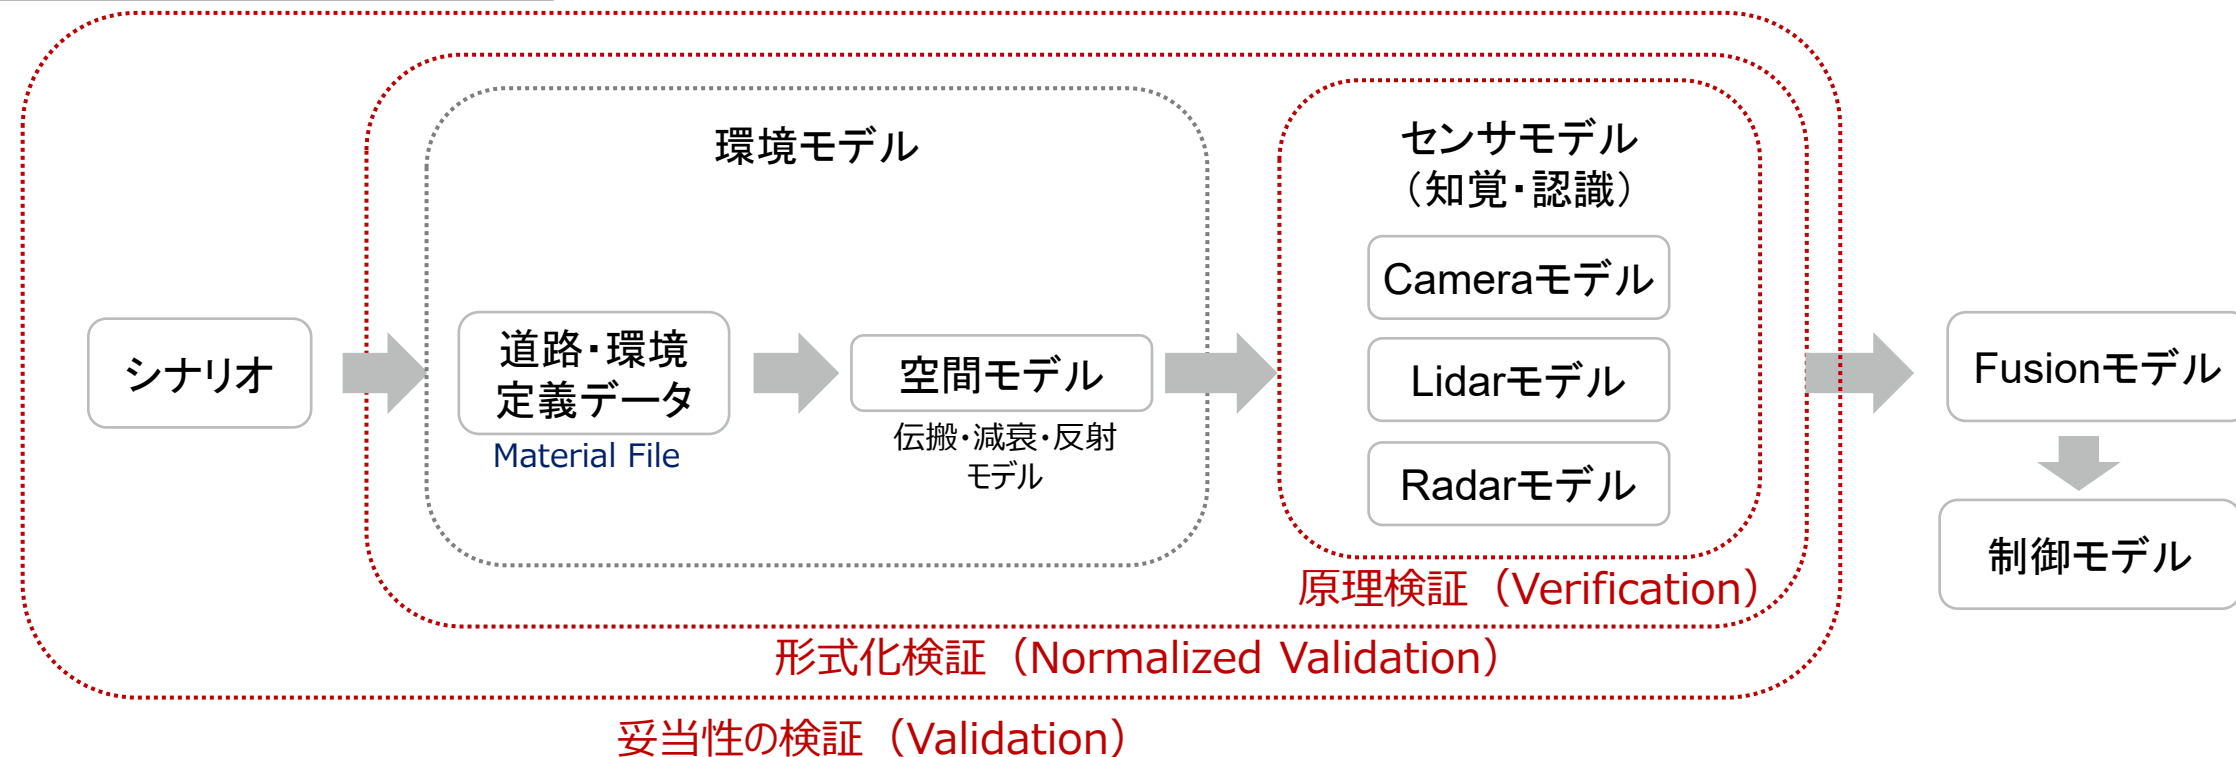 環境モデル
センサモデル
（知覚・認識）
Cameraモデル
Lidarモデル
Radarモデル
シナリオ
道路・環境
定義データ
Material File
空間モデル
伝搬・減衰・反射
モデル
Fusionモデル
制御モデル
原理検証（Verification）
形式化検証（Normalized Validation）
妥当性の検証（Validation）